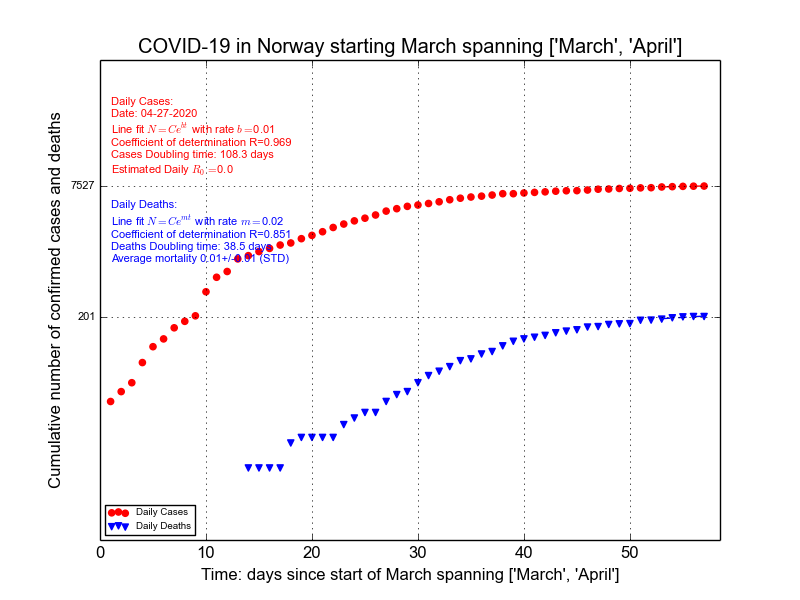 COVID-19 in Norway starting March spanning ['March', 'April']
Daily Cases:
Date: 04-27-2020
Line fit N=Ce^{bt} with rate b=0.01
Coefficient of determination R=0.969
Cases Doubling time: 108.3 days
Estimated Daily R_0:=0.0
7527
Daily Deaths:
Line fit N=Ce^{mt} with rate m=0.02
Coefficient of determination R=0.851
Deaths Doubling time: 38.5 days
Average mortality 0.01+/-0.01 (STD)
201
Cumulative number of confirmed cases and deaths
Daily Cases
Daily Deaths
0 10 20 30 40 50
Time: days since start of March spanning ['March', 'April']